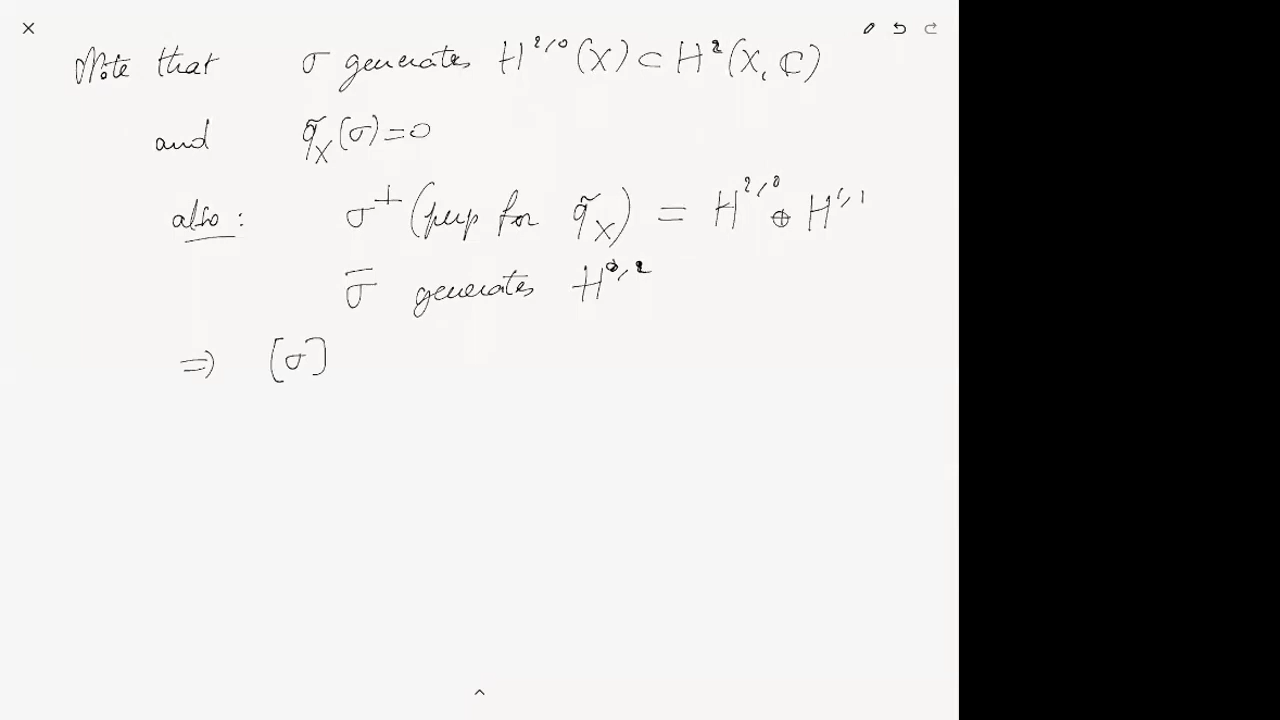 Note that σ generates H^{2,0}(X) ⊂ H^2(X, ℂ)
and q̃_X(σ)=0
also: σ^⊥ (perp for q̃_X) = H^{2,0} ⊕ H^{1,1}
σ̄ generates H^{0,2}
⇒ [σ]